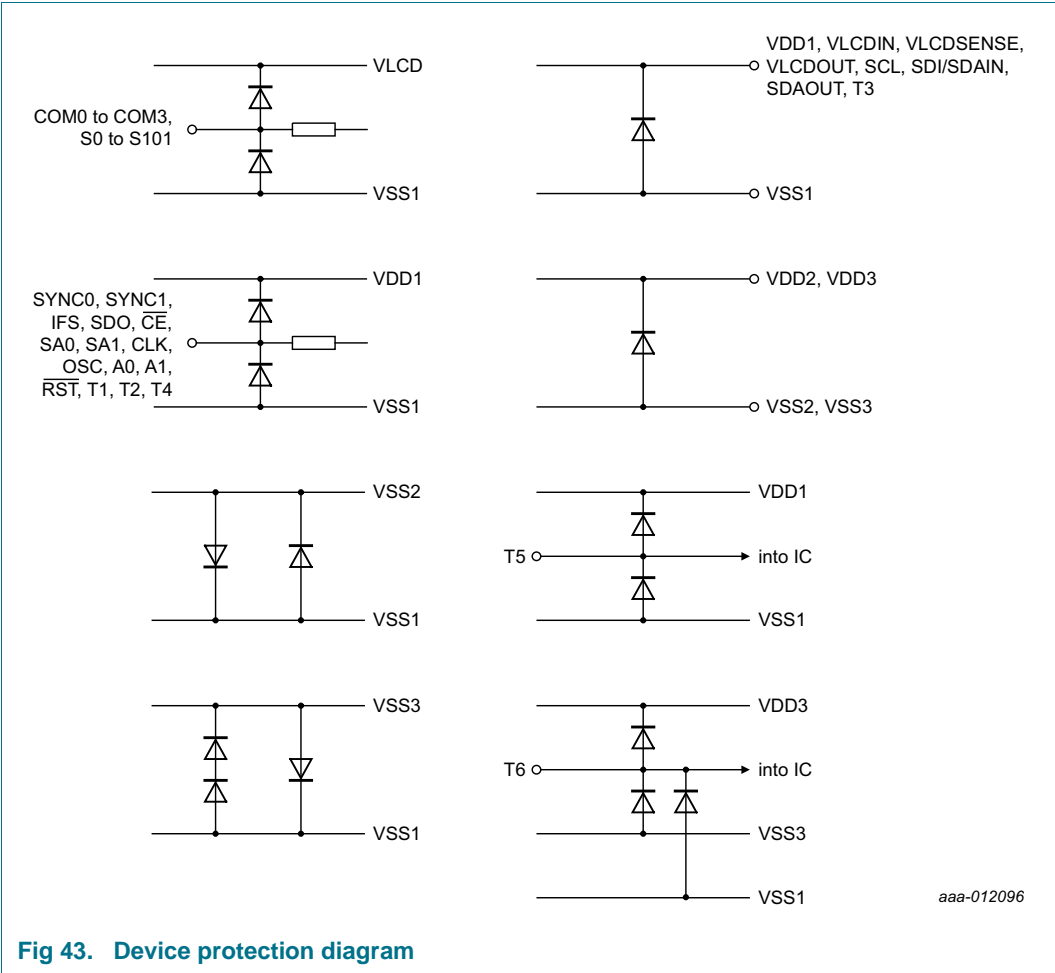 VLCD
COM0 to COM3,
S0 to S101
VSS1
VDD1, VLCDIN, VLCDSENSE,
VLCDOUT, SCL, SDI/SDAIN,
SDAOUT, T3
VSS1
VDD1
SYNC0, SYNC1,
IFS, SDO, C̅E̅,
SA0, SA1, CLK,
OSC, A0, A1,
R̅S̅T̅, T1, T2, T4
VSS1
VDD2, VDD3
VSS2, VSS3
VSS2
VSS1
VDD1
T5
into IC
VSS1
VSS3
VSS1
VDD3
T6
into IC
VSS3
VSS1
aaa-012096
Fig 43. Device protection diagram